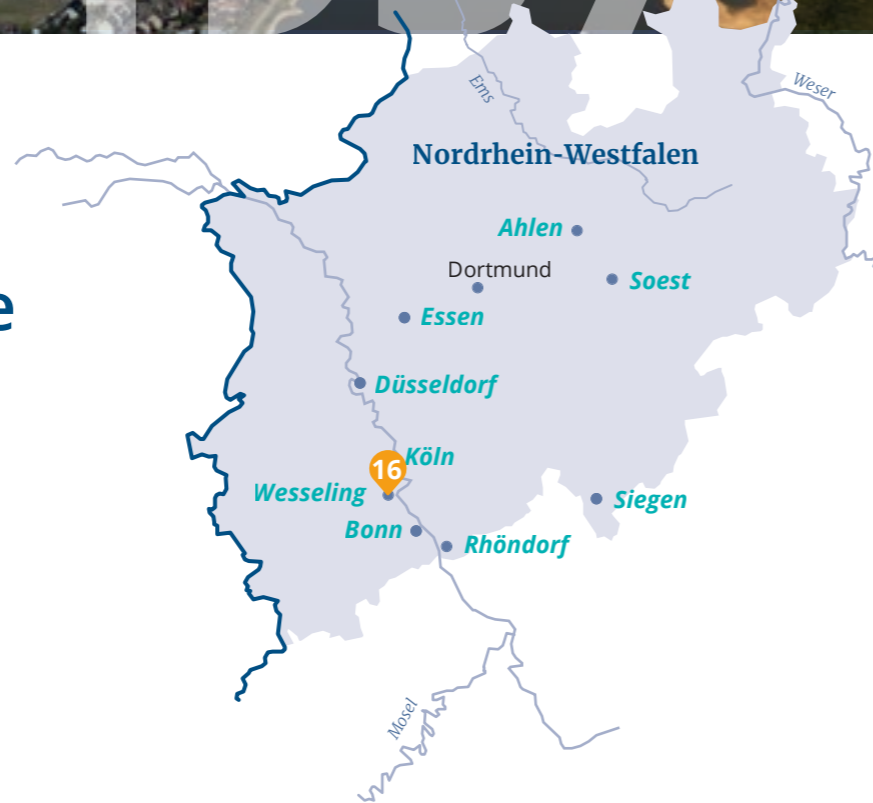 Ems
Weser
Nordrhein-Westfalen
Ahlen
Dortmund
Soest
e
Essen
Düsseldorf
Köln
16
Wesseling
Siegen
Bonn
Rhöndorf
Mosel